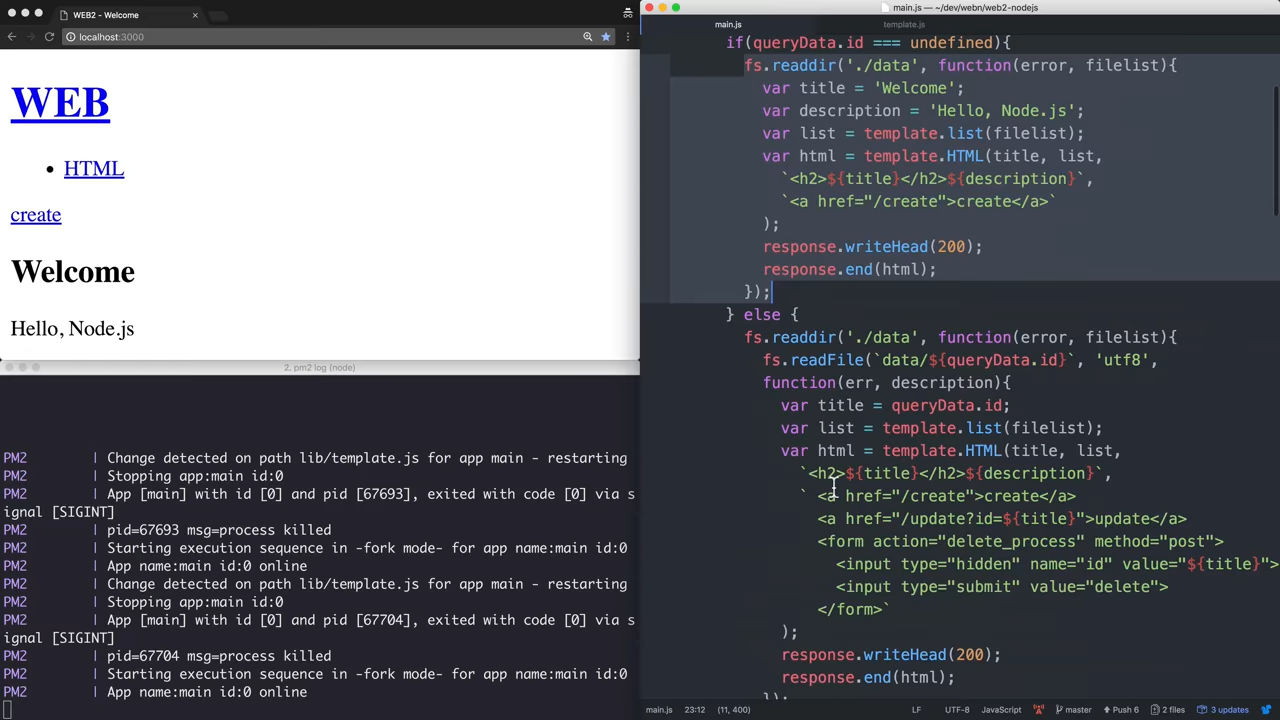 WEB2 - Welcome
localhost:3000
WEB
HTML
create
Welcome
Hello, Node.js
2. pm2 log (node)
PM2 | Change detected on path lib/template.js for app main - restarting
PM2 | Stopping app:main id:0
PM2 | App [main] with id [0] and pid [67693], exited with code [0] via s
ignal [SIGINT]
PM2 | pid=67693 msg=process killed
PM2 | Starting execution sequence in -fork mode- for app name:main id:0
PM2 | App name:main id:0 online
PM2 | Change detected on path lib/template.js for app main - restarting
PM2 | Stopping app:main id:0
PM2 | App [main] with id [0] and pid [67704], exited with code [0] via s
ignal [SIGINT]
PM2 | pid=67704 msg=process killed
PM2 | Starting execution sequence in -fork mode- for app name:main id:0
PM2 | App name:main id:0 online
main.js — ~/dev/webn/web2-nodejs
main.js template.js
if(queryData.id === undefined){
fs.readdir('./data', function(error, filelist){
var title = 'Welcome';
var description = 'Hello, Node.js';
var list = template.list(filelist);
var html = template.HTML(title, list,
`<h2>${title}</h2>${description}`,
`<a href="/create">create</a>`
);
response.writeHead(200);
response.end(html);
});
} else {
fs.readdir('./data', function(error, filelist){
fs.readFile(`data/${queryData.id}`, 'utf8',
function(err, description){
var title = queryData.id;
var list = template.list(filelist);
var html = template.HTML(title, list,
`<h2>${title}</h2>${description}`,
` <a href="/create">create</a>
<a href="/update?id=${title}">update</a>
<form action="delete_process" method="post">
<input type="hidden" name="id" value="${title}">
<input type="submit" value="delete">
</form>`
);
response.writeHead(200);
response.end(html);
});
main.js 23:12 (11, 400) LF UTF-8 JavaScript master Push 6 2 files 3 updates